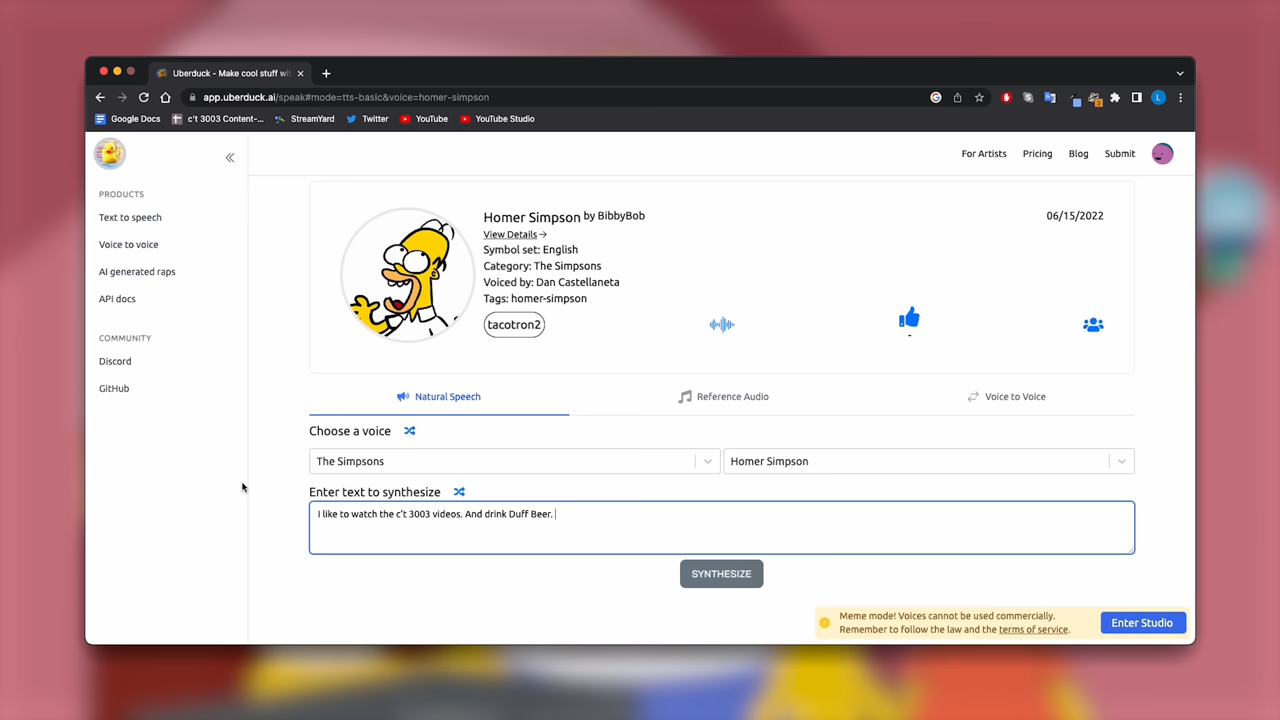 Uberduck - Make cool stuff wi
app.uberduck.ai/speak#mode=tts-basic&voice=homer-simpson
L
Google Docs
c't 3003 Content-...
StreamYard
Twitter
YouTube
YouTube Studio
For Artists
Pricing
Blog
Submit
PRODUCTS
Text to speech
Voice to voice
AI generated raps
API docs
COMMUNITY
Discord
GitHub
Homer Simpson by BibbyBob
06/15/2022
View Details→
Symbol set: English
Category: The Simpsons
Voiced by: Dan Castellaneta
Tags: homer-simpson
tacotron2
-
Natural Speech
Reference Audio
Voice to Voice
Choose a voice
The Simpsons
Homer Simpson
Enter text to synthesize
I like to watch the c't 3003 videos. And drink Duff Beer.
SYNTHESIZE
Meme mode! Voices cannot be used commercially.
Remember to follow the law and the terms of service.
Enter Studio